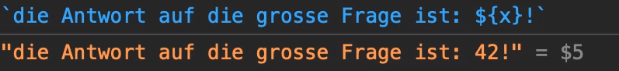 `die Antwort auf die grosse Frage ist: ${x}!`
"die Antwort auf die grosse Frage ist: 42!" = $5